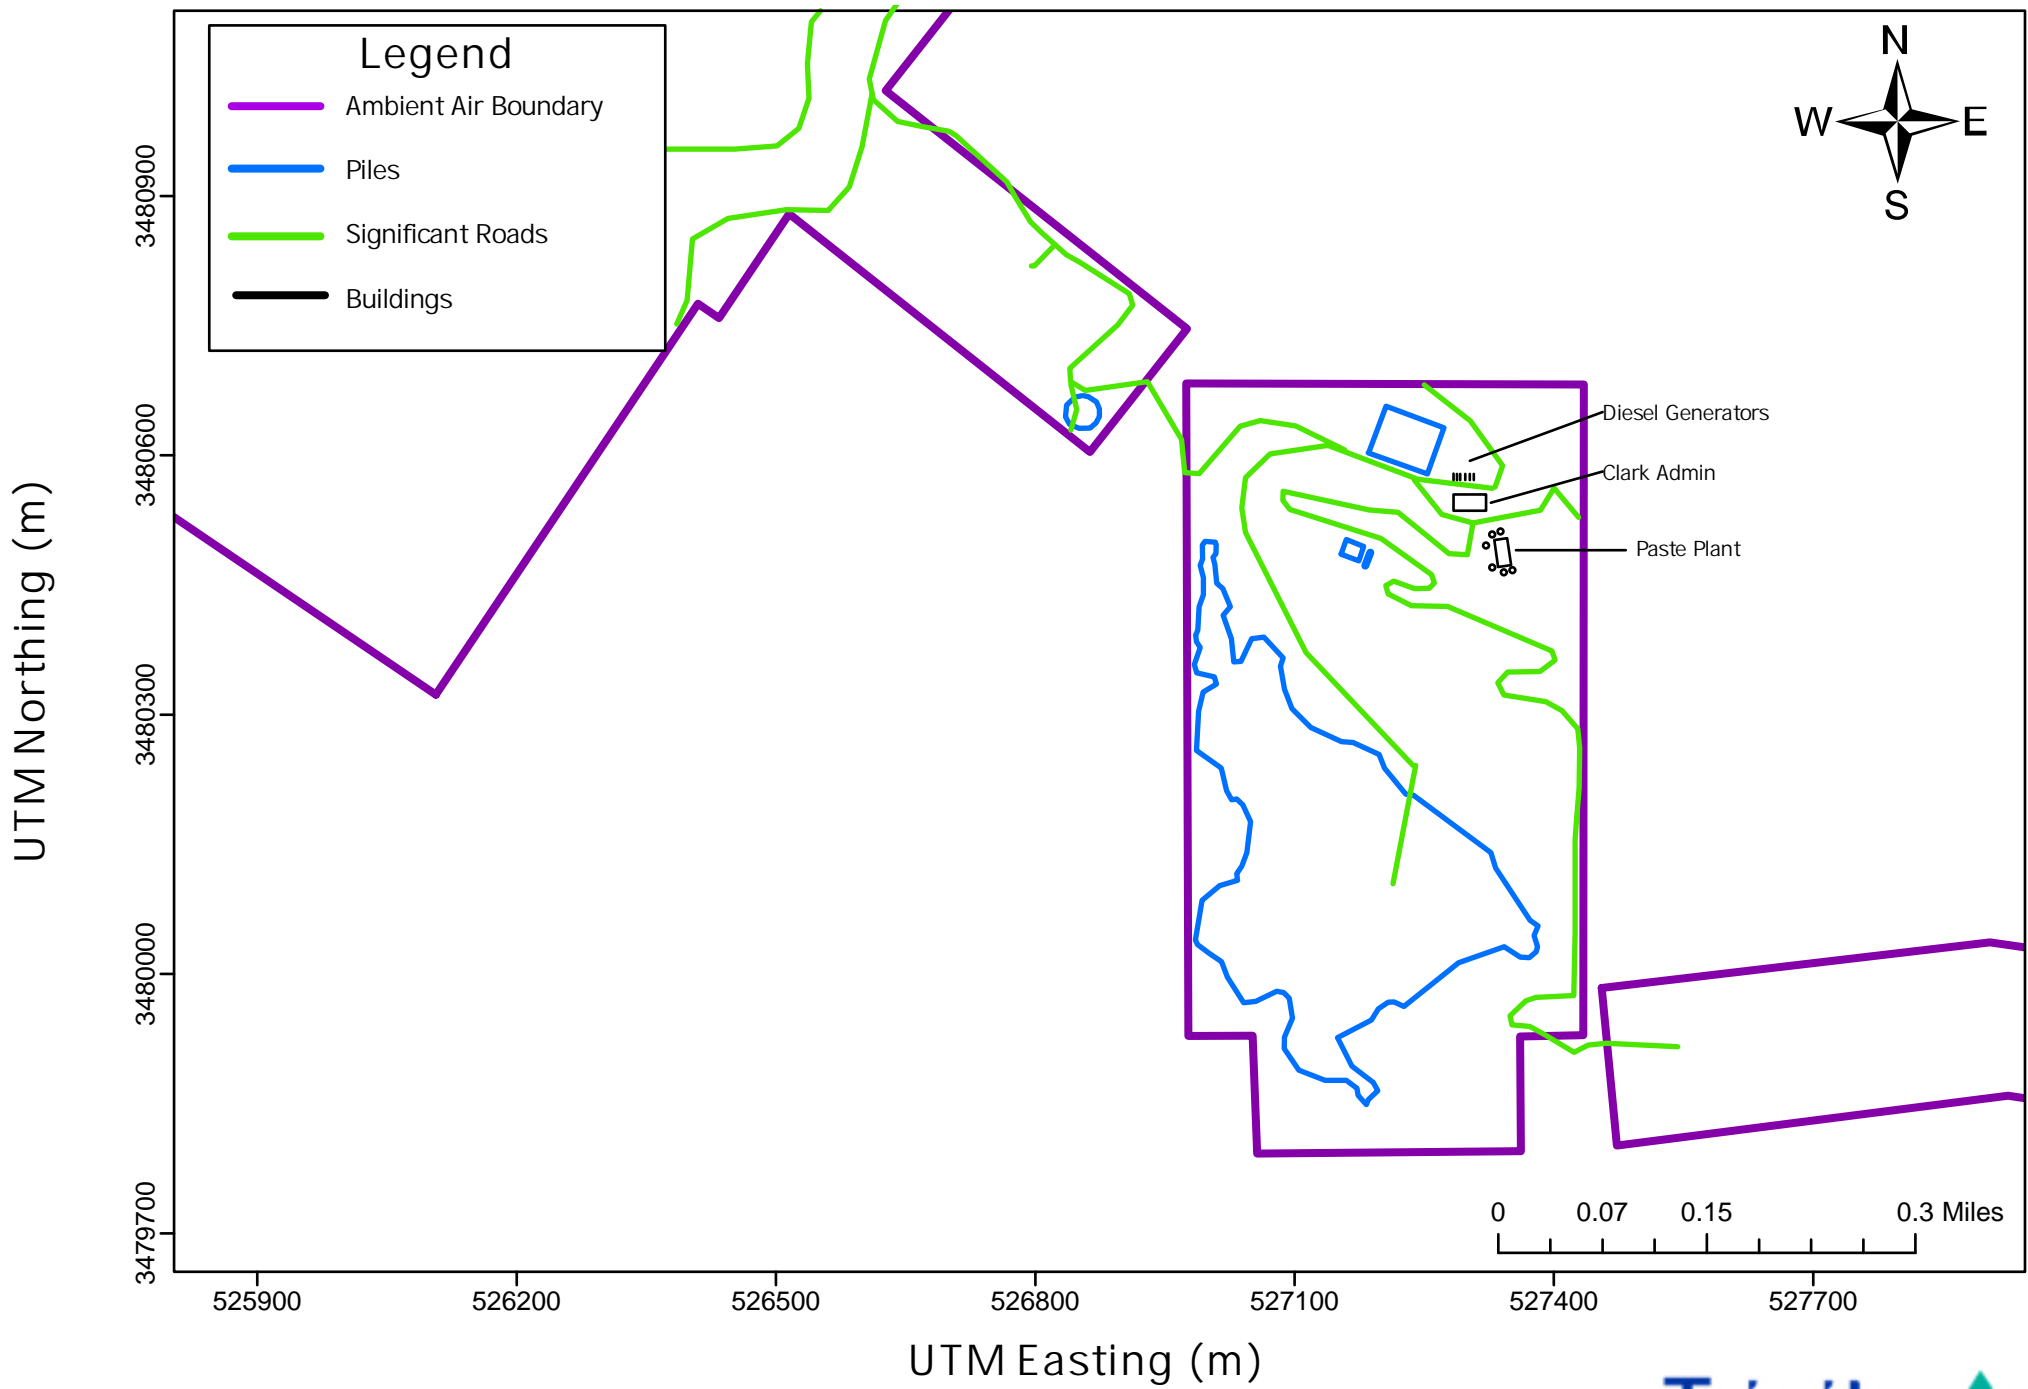 Legend
Ambient Air Boundary
Piles
Significant Roads
Buildings
N
W E
S
Diesel Generators
Clark Admin
Paste Plant
UTM Northing (m)
3480900
3480600
3480300
3480000
3479700
0 0.07 0.15 0.3 Miles
525900 526200 526500 526800 527100 527400 527700
UTM Easting (m)